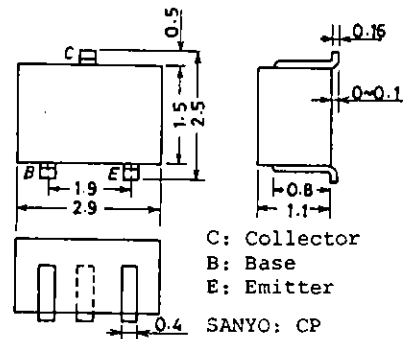 C
0.5
0.16
1.5
2.5
0~0.1
B
E
1.9
2.9
0.8
1.1
C: Collector
B: Base
E: Emitter
0.4
SANYO: CP